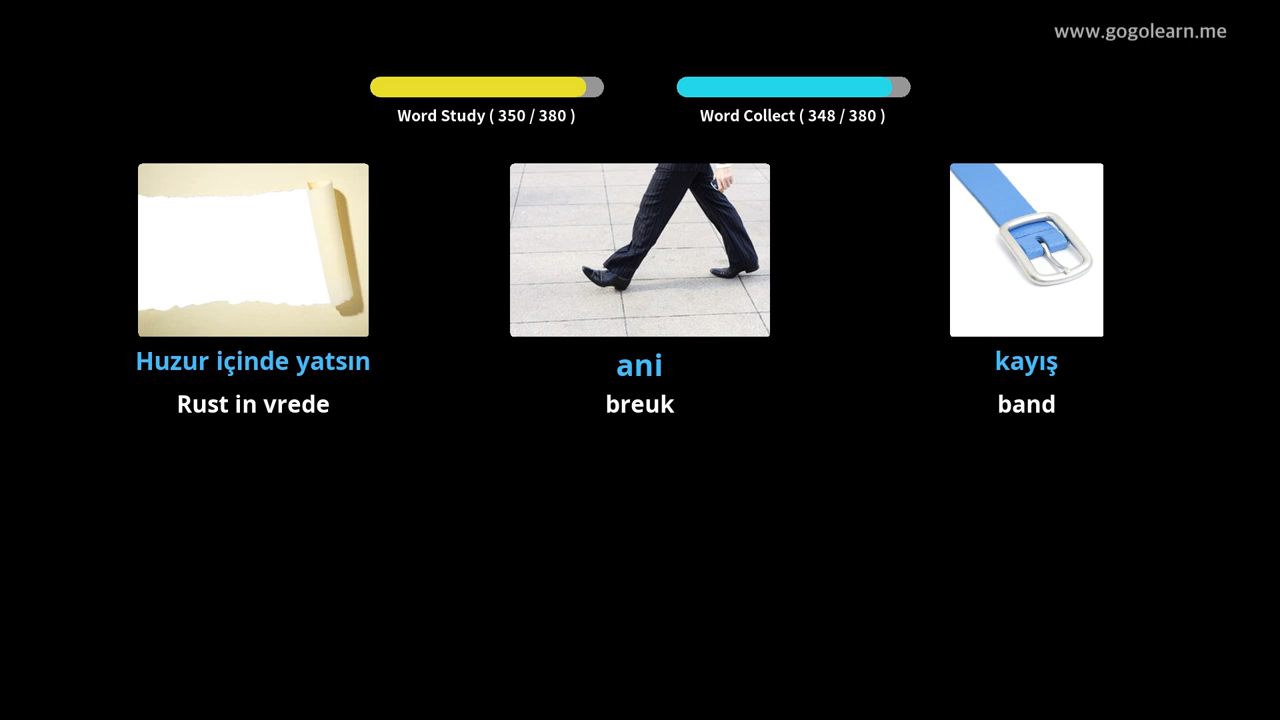 www.gogolearn.me
Word Study ( 350 / 380 )
Word Collect ( 348 / 380 )
Huzur içinde yatsın
Rust in vrede
ani
breuk
kayış
band